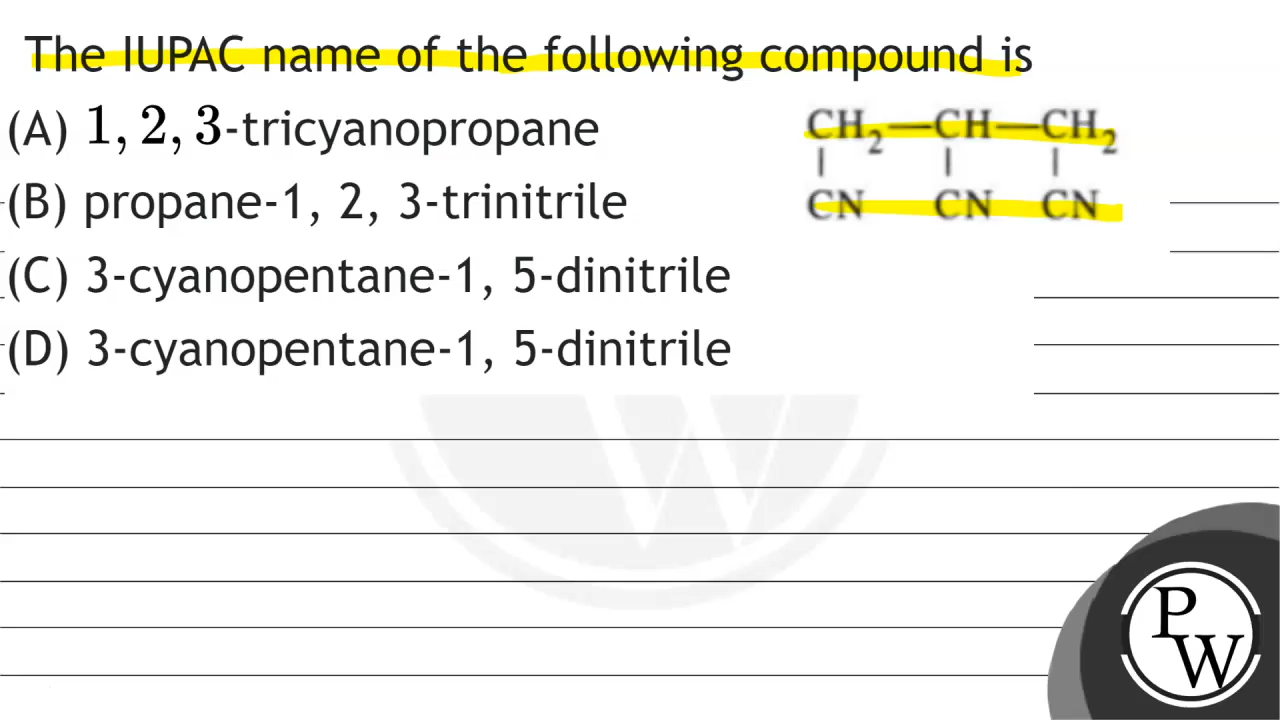 The IUPAC name of the following compound is
(A) 1, 2, 3-tricyanopropane
(B) propane-1, 2, 3-trinitrile
(C) 3-cyanopentane-1, 5-dinitrile
(D) 3-cyanopentane-1, 5-dinitrile
CH₂—CH—CH₂
| | |
CN CN CN
P
W